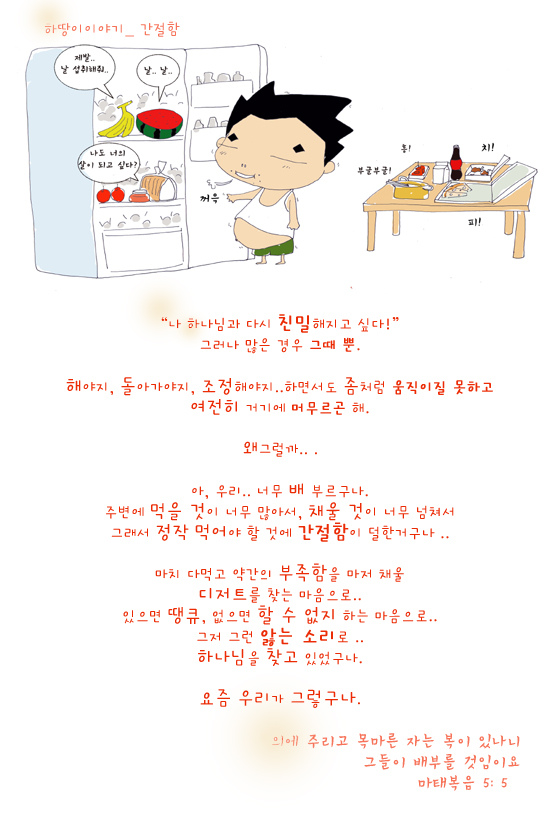 하땅이이야기_ 간절함
제발..
날 섭취해줘..
날.. 날..
나도 너의
살이 되고 싶다?
꺼윽
흥!
치!
부글부글!
피!
“나 하나님과 다시 친밀해지고 싶다!”
그러나 많은 경우 그때 뿐.
해야지, 돌아가야지, 조정해야지..하면서도 좀처럼 움직이질 못하고
여전히 거기에 머무르곤 해.
왜그럴까.. .
아, 우리.. 너무 배 부르구나.
주변에 먹을 것이 너무 많아서, 채울 것이 너무 넘쳐서
그래서 정작 먹어야 할 것에 간절함이 덜한거구나 ..
마치 다먹고 약간의 부족함을 마저 채울
디저트를 찾는 마음으로..
있으면 땡큐, 없으면 할 수 없지 하는 마음으로..
그저 그런 앓는 소리로 ..
하나님을 찾고 있었구나.
요즘 우리가 그렇구나.
의에 주리고 목마른 자는 복이 있나니
그들이 배부를 것임이요
마태복음 5: 5